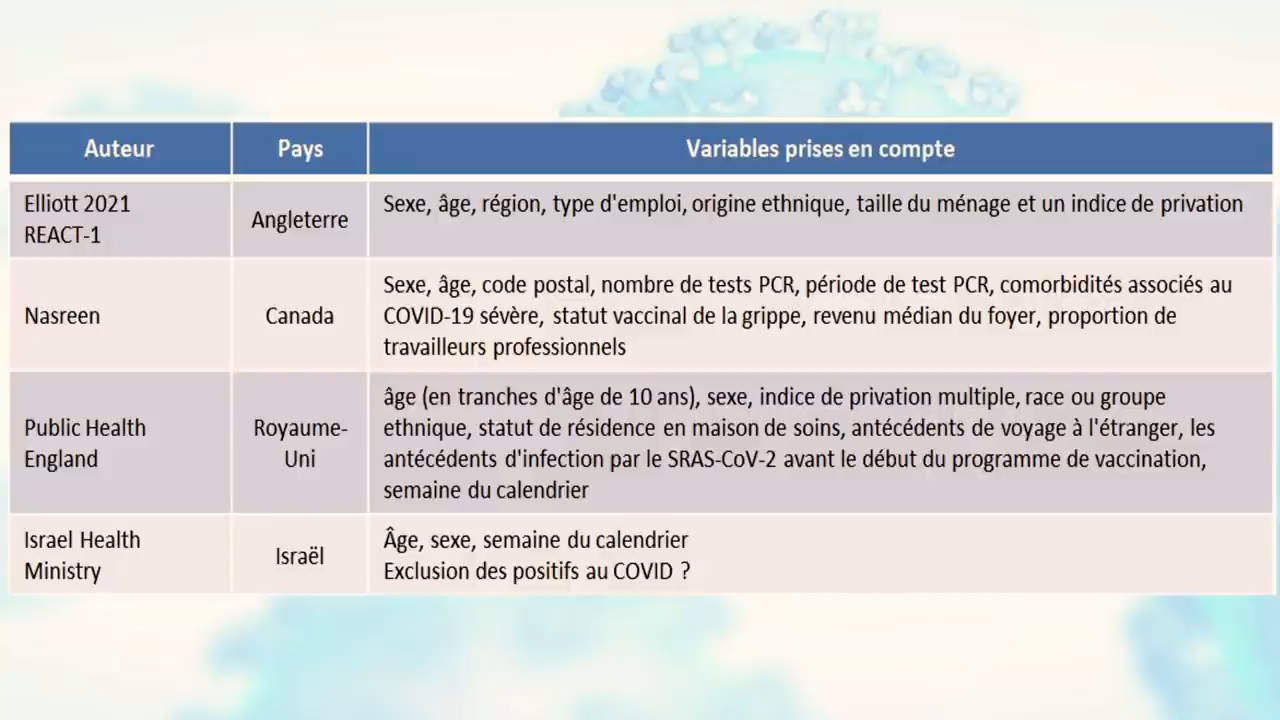 Auteur Pays Variables prises en compte
Elliott 2021
REACT-1
Angleterre
Sexe, âge, région, type d'emploi, origine ethnique, taille du ménage et un indice de privation
Nasreen
Canada
Sexe, âge, code postal, nombre de tests PCR, période de test PCR, comorbidités associés au
COVID-19 sévère, statut vaccinal de la grippe, revenu médian du foyer, proportion de
travailleurs professionnels
Public Health
England
Royaume-
Uni
âge (en tranches d'âge de 10 ans), sexe, indice de privation multiple, race ou groupe
ethnique, statut de résidence en maison de soins, antécédents de voyage à l'étranger, les
antécédents d'infection par le SRAS-CoV-2 avant le début du programme de vaccination,
semaine du calendrier
Israel Health
Ministry
Israël
Âge, sexe, semaine du calendrier
Exclusion des positifs au COVID ?